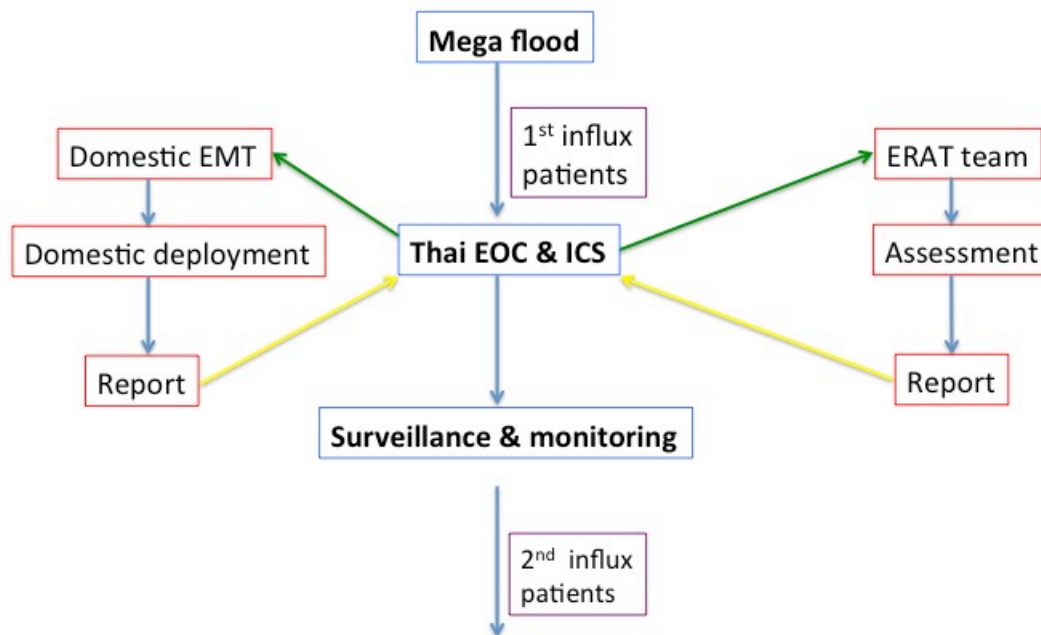 Mega flood
1st influx
patients
Domestic EMT
ERAT team
Domestic deployment
Thai EOC & ICS
Assessment
Report
Report
Surveillance & monitoring
2nd influx
patients